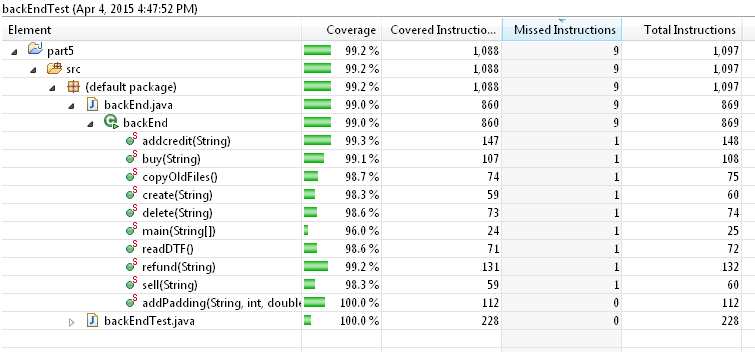 backEndTest (Apr 4, 2015 4:47:52 PM)
Element Coverage Covered Instructio... Missed Instructions Total Instructions
part5 99.2 % 1,088 9 1,097
src 99.2 % 1,088 9 1,097
(default package) 99.2 % 1,088 9 1,097
backEnd.java 99.0 % 860 9 869
backEnd 99.0 % 860 9 869
addcredit(String) 99.3 % 147 1 148
buy(String) 99.1 % 107 1 108
copyOldFiles() 98.7 % 74 1 75
create(String) 98.3 % 59 1 60
delete(String) 98.6 % 73 1 74
main(String[]) 96.0 % 24 1 25
readDTF() 98.6 % 71 1 72
refund(String) 99.2 % 131 1 132
sell(String) 98.3 % 59 1 60
addPadding(String, int, double 100.0 % 112 0 112
backEndTest.java 100.0 % 228 0 228